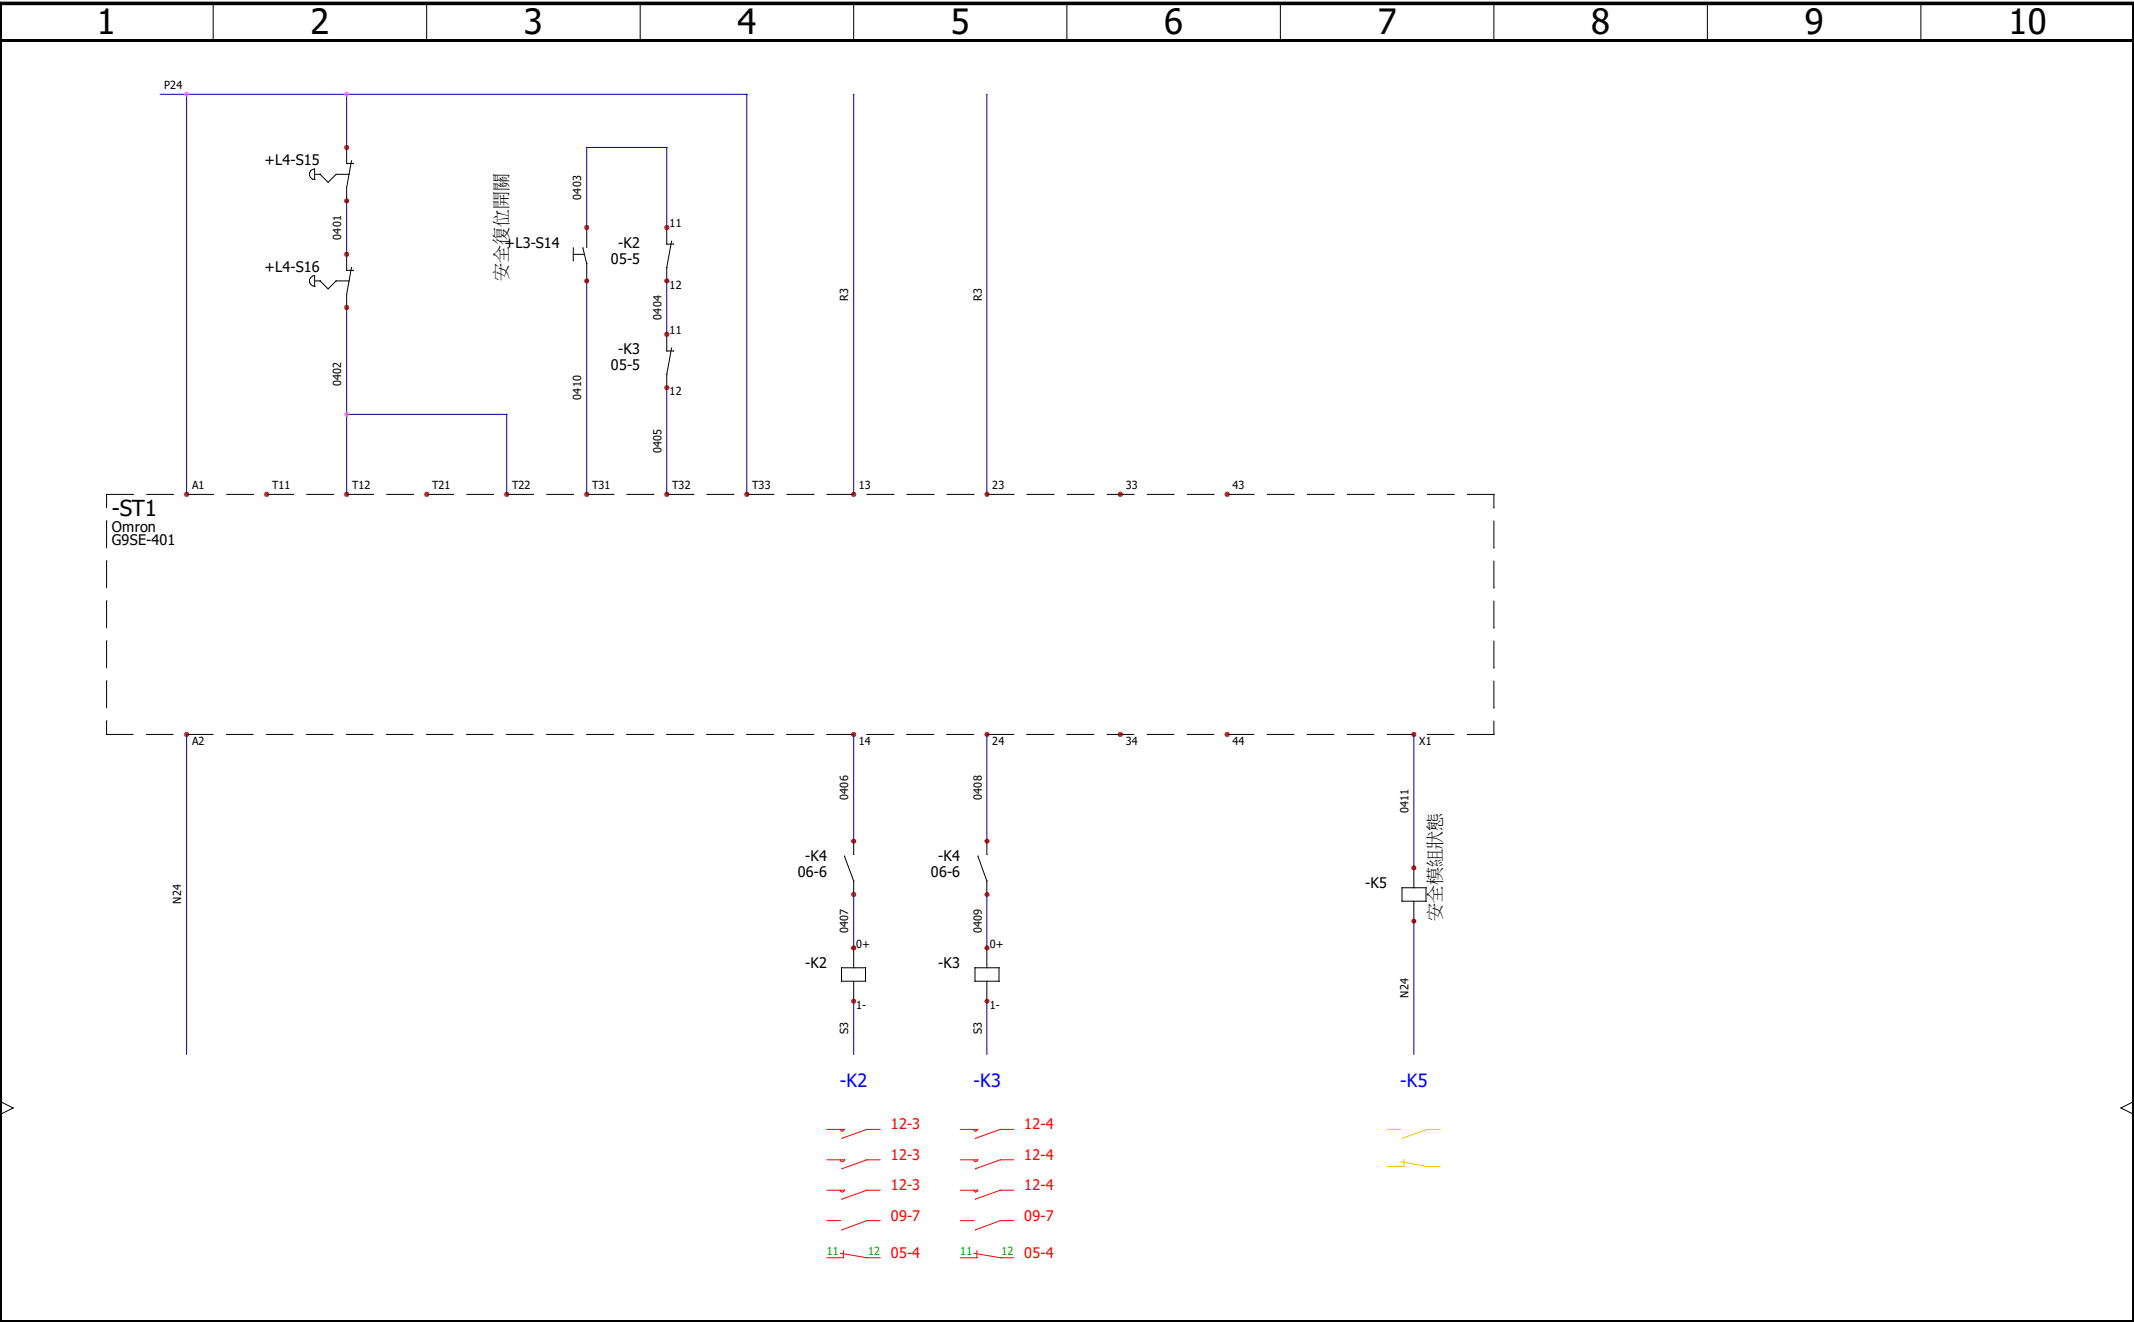 1 2 3 4 5 6 7 8 9 10
P24
+L4-S15
0401
+L4-S16
0402
安全復位開關
+L3-S14
0403
0410
-K2
05-5
11
12
0404
-K3
05-5
11
12
0405
R3
R3
A1 T11 T12 T21 T22 T31 T32 T33 13 23 33 43
-ST1
Omron
G9SE-401
A2 14 24 34 44 X1
N24
0406
-K4
06-6
0407
0+
-K2
1-
S3
0408
-K4
06-6
0409
0+
-K3
1-
S3
0411
安全模組狀態
-K5
N24
-K2 -K3 -K5
12-3 12-4
12-3 12-4
12-3 12-4
09-7 09-7
11 12 05-4 11 12 05-4